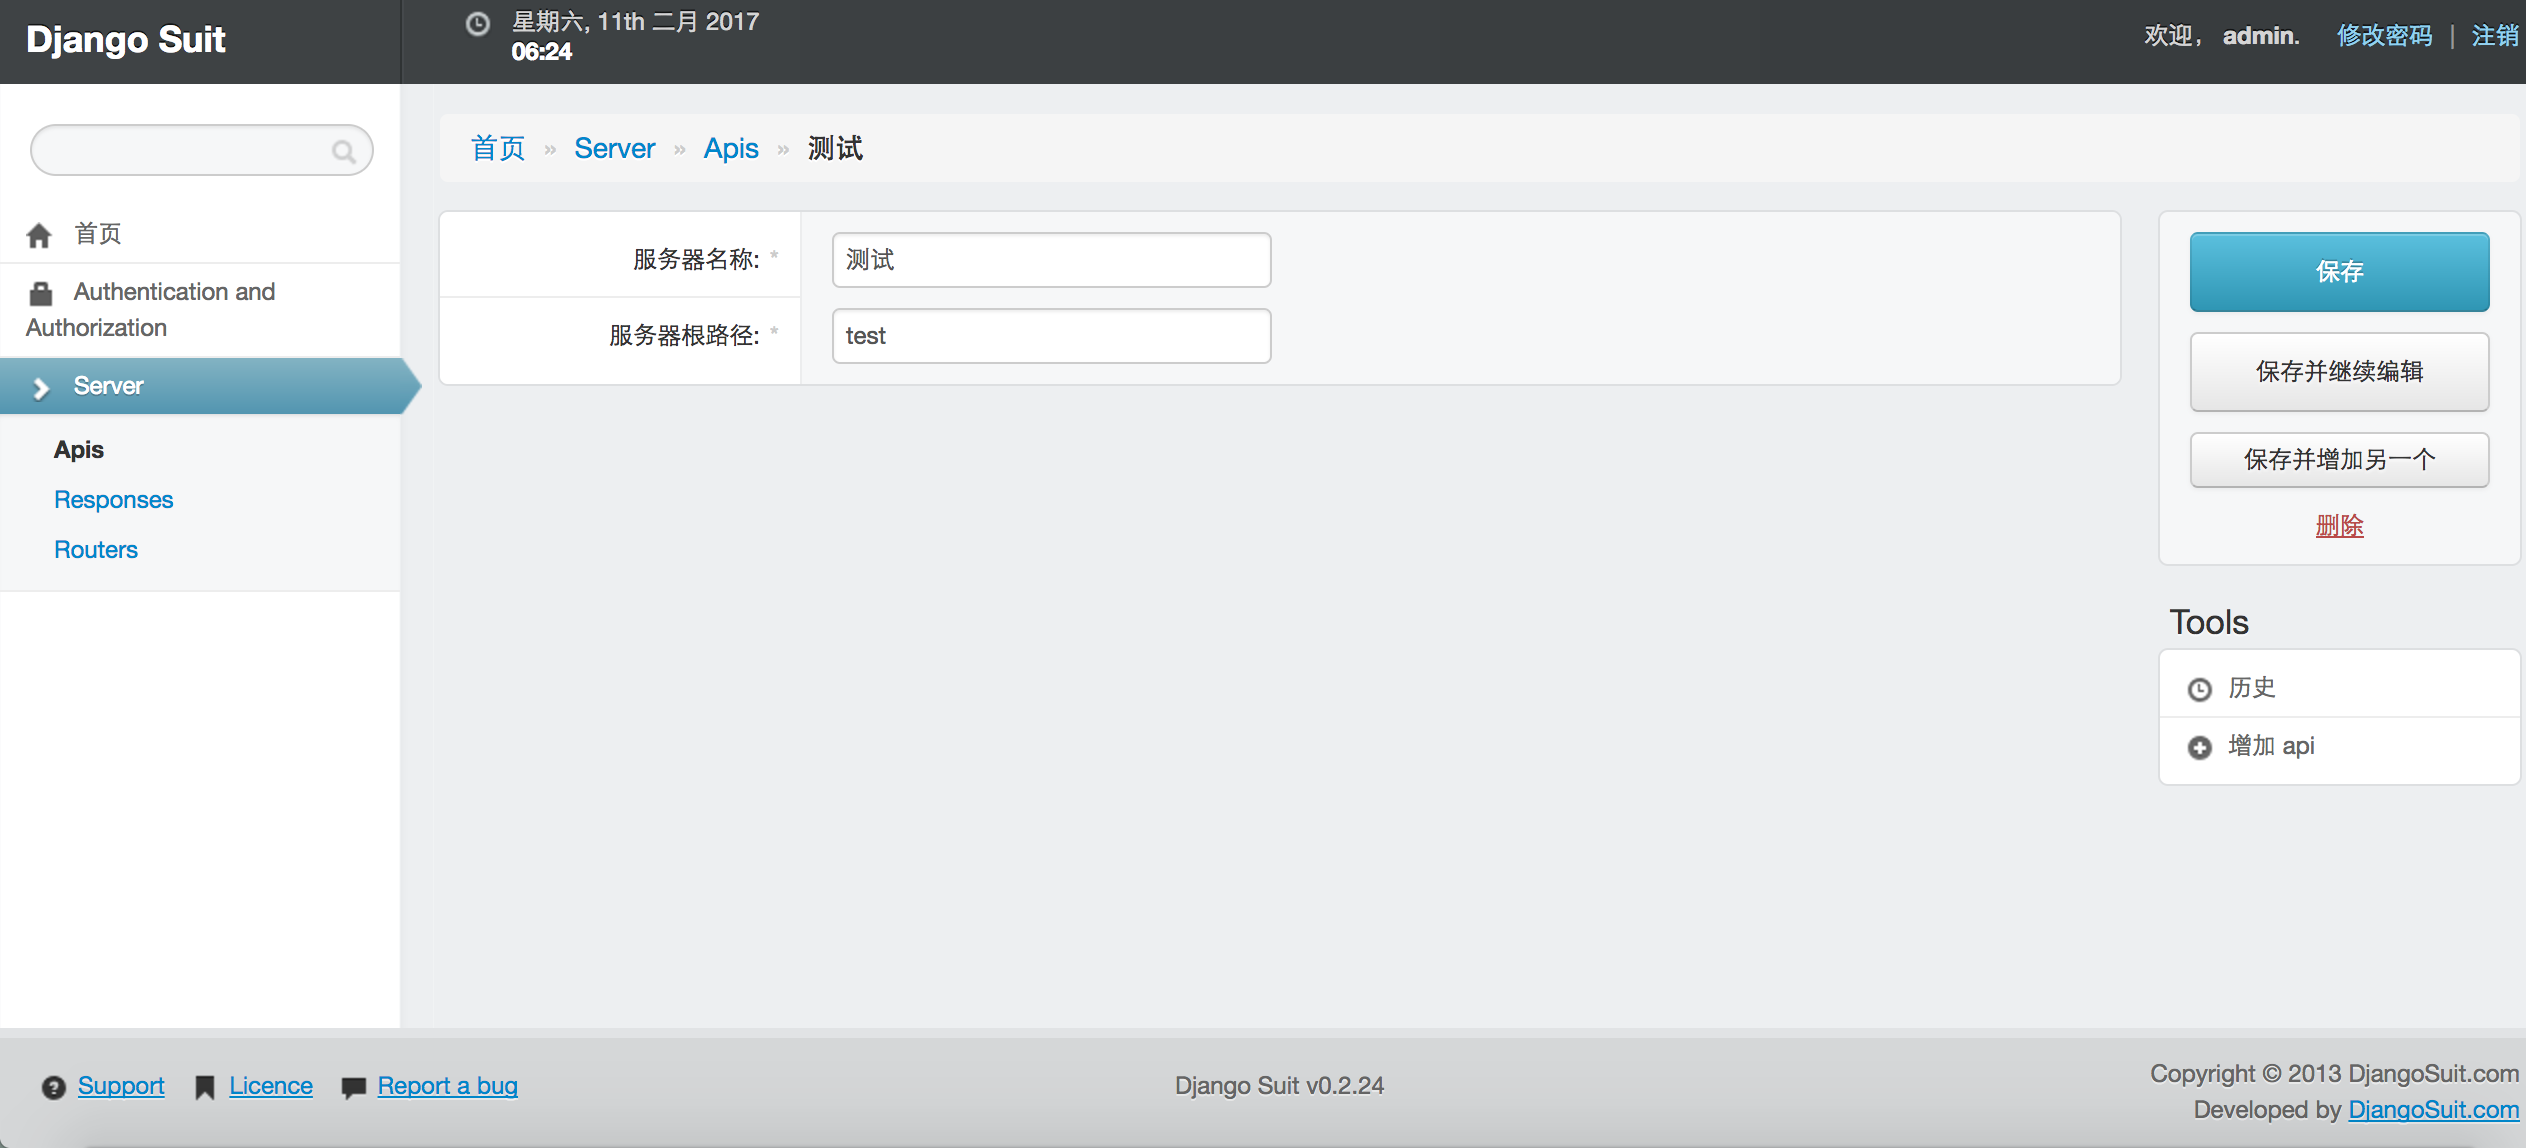 Django Suit
星期六, 11th 二月 2017
06:24
欢迎， admin. 修改密码 | 注销
首页 » Server » Apis » 测试
首页
Authentication and
Authorization
Server
Apis
Responses
Routers
服务器名称: *
测试
服务器根路径: *
test
保存
保存并继续编辑
保存并增加另一个
删除
Tools
历史
增加 api
Support Licence Report a bug
Django Suit v0.2.24
Copyright © 2013 DjangoSuit.com
Developed by DjangoSuit.com